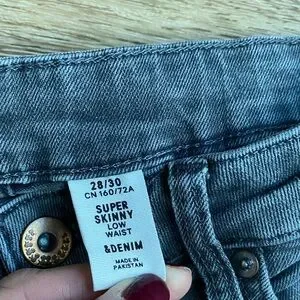 28/30
CN 160/72A
SUPER
SKINNY
LOW
WAIST
&DENIM
MADE IN
PAKISTAN